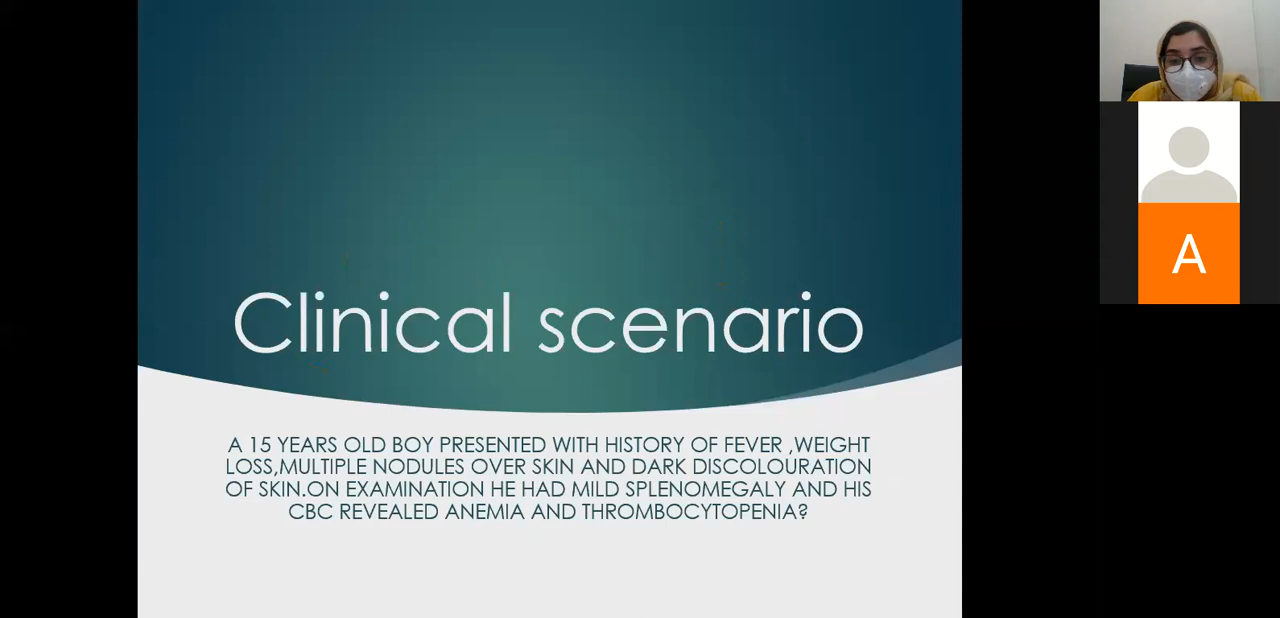 Clinical scenario
A 15 YEARS OLD BOY PRESENTED WITH HISTORY OF FEVER ,WEIGHT
LOSS,MULTIPLE NODULES OVER SKIN AND DARK DISCOLOURATION
OF SKIN.ON EXAMINATION HE HAD MILD SPLENOMEGALY AND HIS
CBC REVEALED ANEMIA AND THROMBOCYTOPENIA?
A